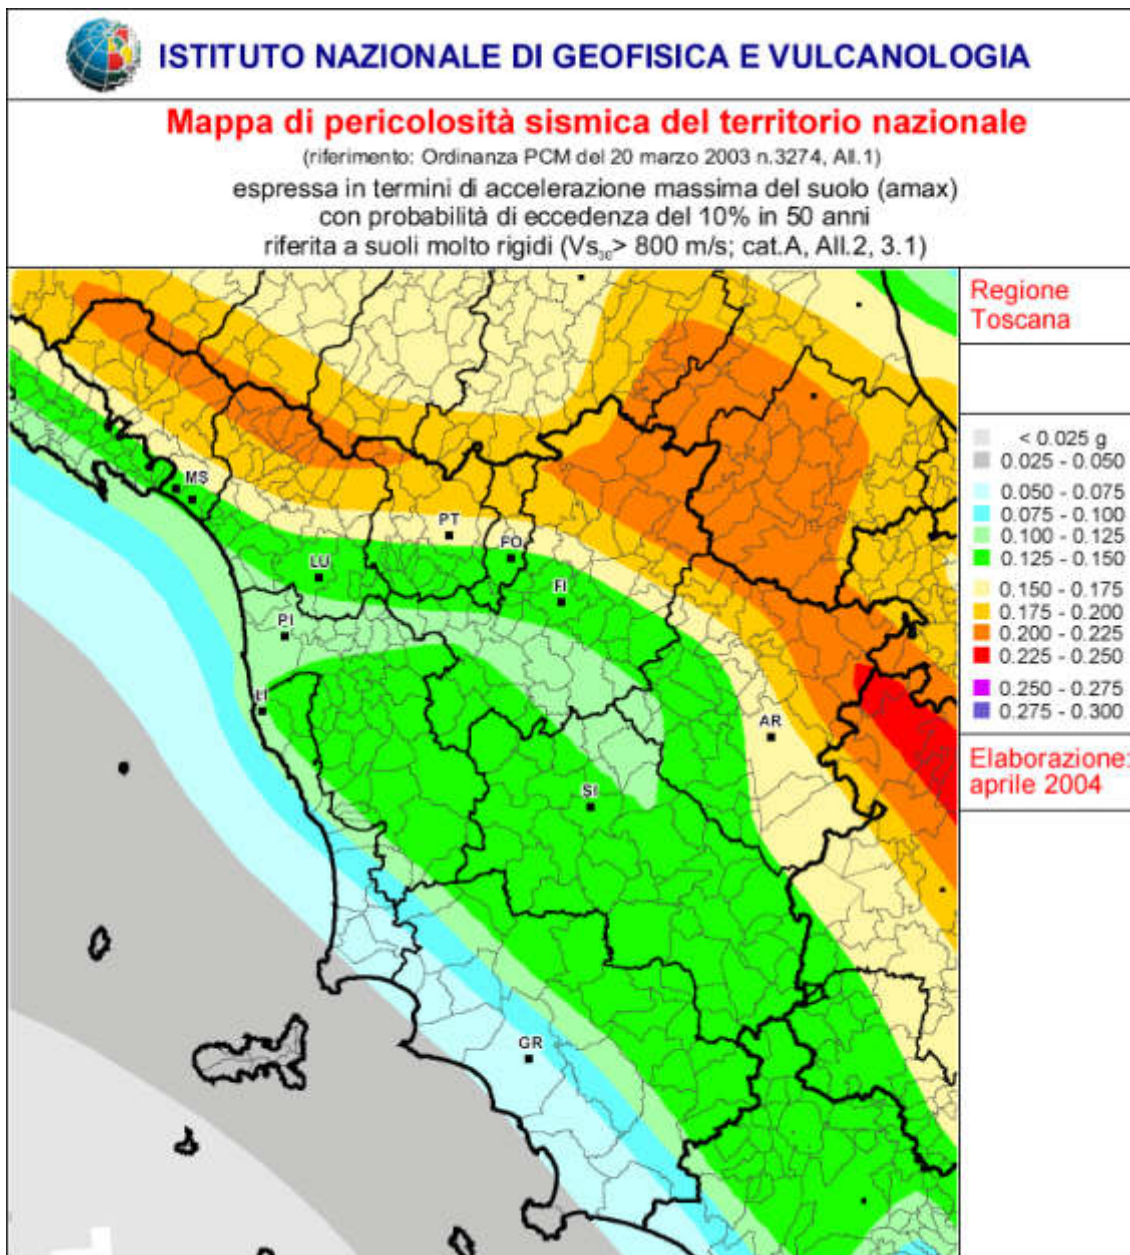 ISTITUTO NAZIONALE DI GEOFISICA E VULCANOLOGIA
Mappa di pericolosità sismica del territorio nazionale
(riferimento: Ordinanza PCM del 20 marzo 2003 n.3274, All.1)
espressa in termini di accelerazione massima del suolo (amax)
con probabilità di eccedenza del 10% in 50 anni
riferita a suoli molto rigidi (Vs₃₀> 800 m/s; cat.A, All.2, 3.1)
Regione
Toscana
< 0.025 g
0.025 - 0.050
0.050 - 0.075
0.075 - 0.100
0.100 - 0.125
0.125 - 0.150
0.150 - 0.175
0.175 - 0.200
0.200 - 0.225
0.225 - 0.250
0.250 - 0.275
0.275 - 0.300
Elaborazione:
aprile 2004
MS
PT
PO
LU
FI
PI
LI
AR
SI
GR